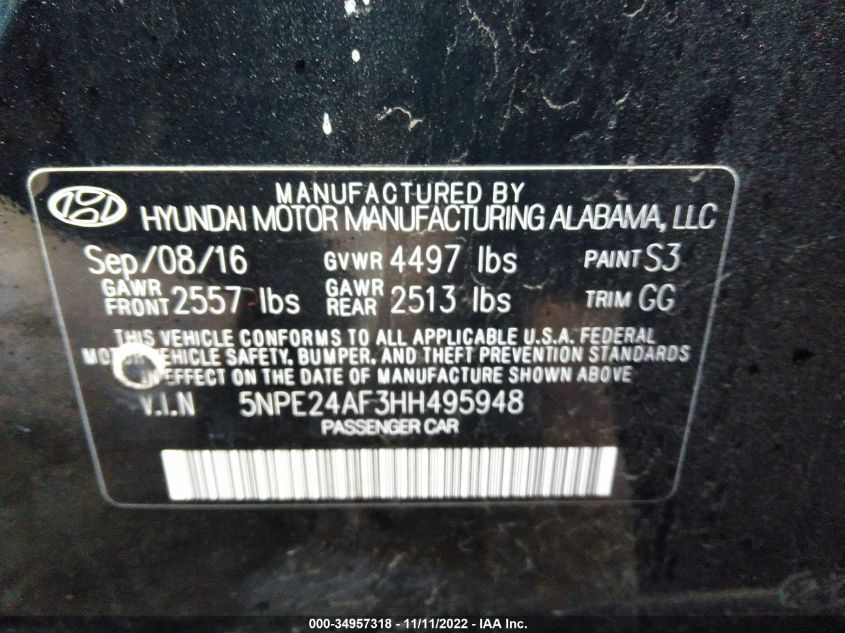 MANUFACTURED BY
HYUNDAI MOTOR MANUFACTURING ALABAMA, LLC
Sep/08/16 GVWR 4497 lbs PAINT S3
GAWR FRONT 2557 lbs GAWR REAR 2513 lbs TRIM GG
THIS VEHICLE CONFORMS TO ALL APPLICABLE U.S.A. FEDERAL
MOTOR VEHICLE SAFETY, BUMPER, AND THEFT PREVENTION STANDARDS
IN EFFECT ON THE DATE OF MANUFACTURE SHOWN ABOVE
V.I.N 5NPE24AF3HH495948
PASSENGER CAR
000-34957318 - 11/11/2022 - IAA Inc.